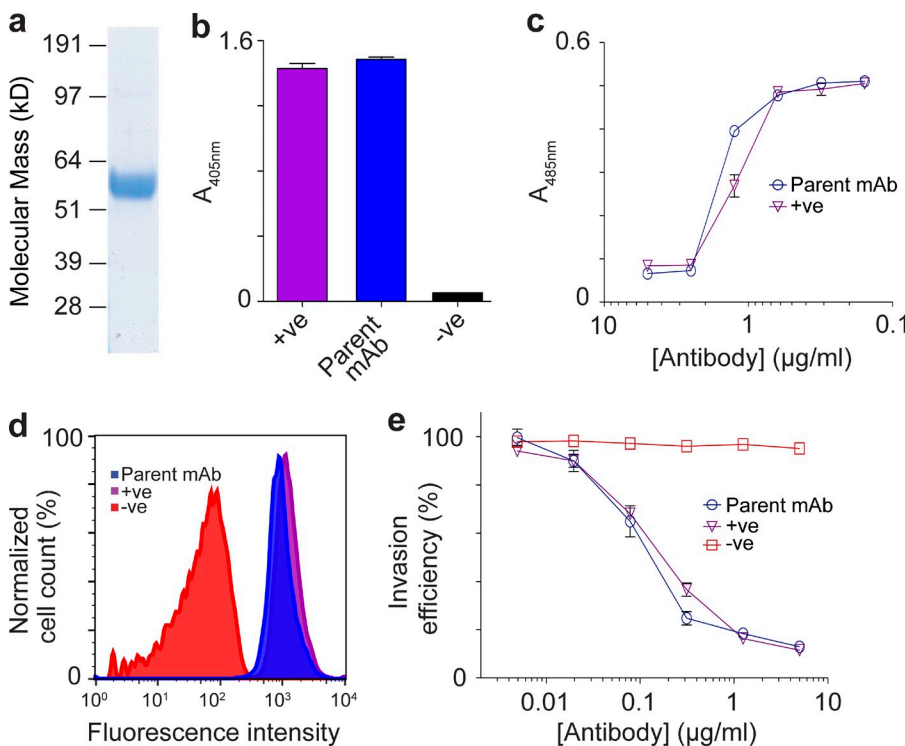 a
Molecular Mass (kD)
191
97
64
51
39
28
b
A405nm
1.6
0
+ve
Parent
mAb
-ve
c
A485nm
0.6
0
Parent mAb
+ve
10
1
0.1
[Antibody] (µg/ml)
d
Normalized
cell count (%)
100
0
Parent mAb
+ve
-ve
10⁰
10¹
10²
10³
10⁴
Fluorescence intensity
e
Invasion
efficiency (%)
100
0
Parent mAb
+ve
-ve
0.01
0.1
1
10
[Antibody] (µg/ml)